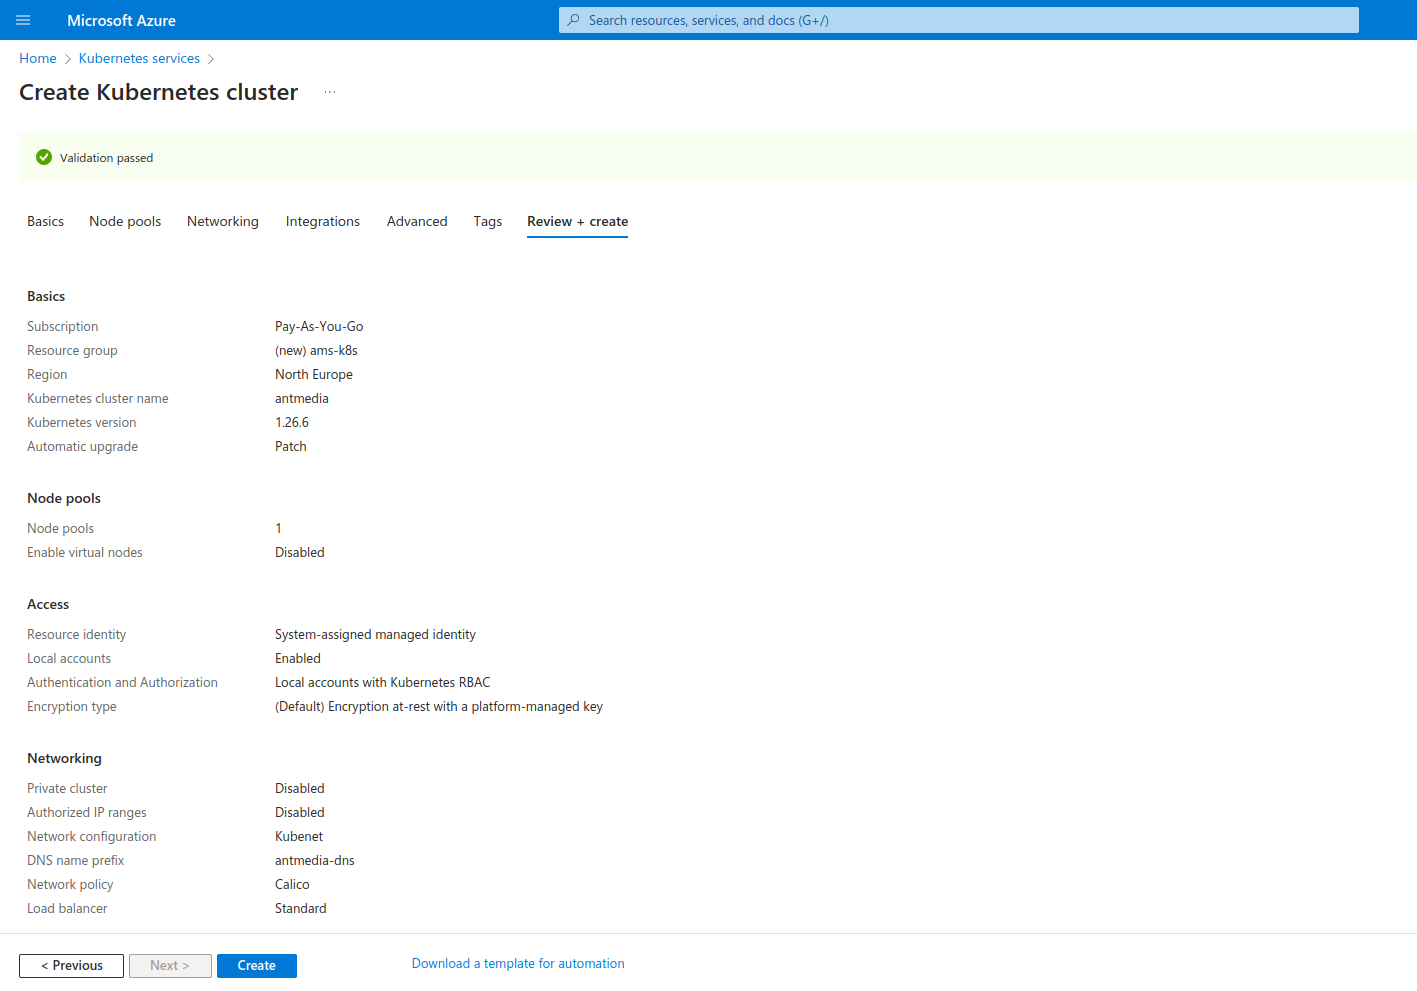 Microsoft Azure
Search resources, services, and docs (G+/)
Home > Kubernetes services >
Create Kubernetes cluster ...
Validation passed
Basics Node pools Networking Integrations Advanced Tags Review + create
Basics
Subscription Pay-As-You-Go
Resource group (new) ams-k8s
Region North Europe
Kubernetes cluster name antmedia
Kubernetes version 1.26.6
Automatic upgrade Patch
Node pools
Node pools 1
Enable virtual nodes Disabled
Access
Resource identity System-assigned managed identity
Local accounts Enabled
Authentication and Authorization Local accounts with Kubernetes RBAC
Encryption type (Default) Encryption at-rest with a platform-managed key
Networking
Private cluster Disabled
Authorized IP ranges Disabled
Network configuration Kubenet
DNS name prefix antmedia-dns
Network policy Calico
Load balancer Standard
< Previous Next > Create Download a template for automation